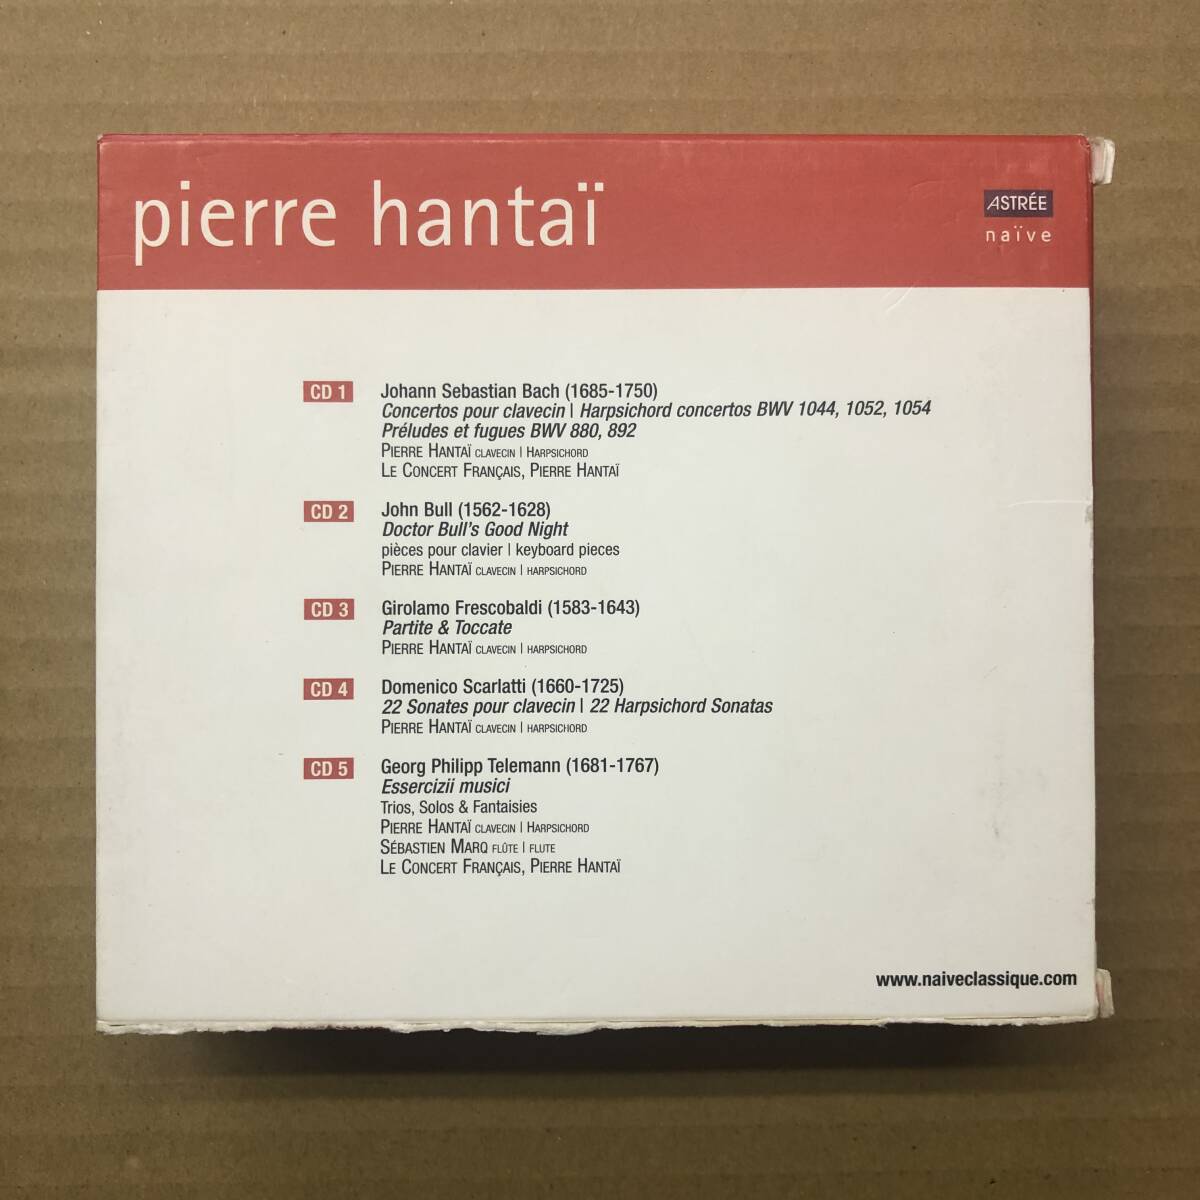 pierre hantaï
ASTRÉE
naïve
CD 1 Johann Sebastian Bach (1685-1750)
Concertos pour clavecin | Harpsichord concertos BWV 1044, 1052, 1054
Préludes et fugues BWV 880, 892
PIERRE HANTAÏ CLAVECIN | HARPSICHORD
LE CONCERT FRANÇAIS, PIERRE HANTAÏ
CD 2 John Bull (1562-1628)
Doctor Bull's Good Night
pièces pour clavier | keyboard pieces
PIERRE HANTAÏ CLAVECIN | HARPSICHORD
CD 3 Girolamo Frescobaldi (1583-1643)
Partite & Toccate
PIERRE HANTAÏ CLAVECIN | HARPSICHORD
CD 4 Domenico Scarlatti (1660-1725)
22 Sonates pour clavecin | 22 Harpsichord Sonatas
PIERRE HANTAÏ CLAVECIN | HARPSICHORD
CD 5 Georg Philipp Telemann (1681-1767)
Essercizii musici
Trios, Solos & Fantaisies
PIERRE HANTAÏ CLAVECIN | HARPSICHORD
SÉBASTIEN MARQ FLÛTE | FLUTE
LE CONCERT FRANÇAIS, PIERRE HANTAÏ
www.naiveclassique.com